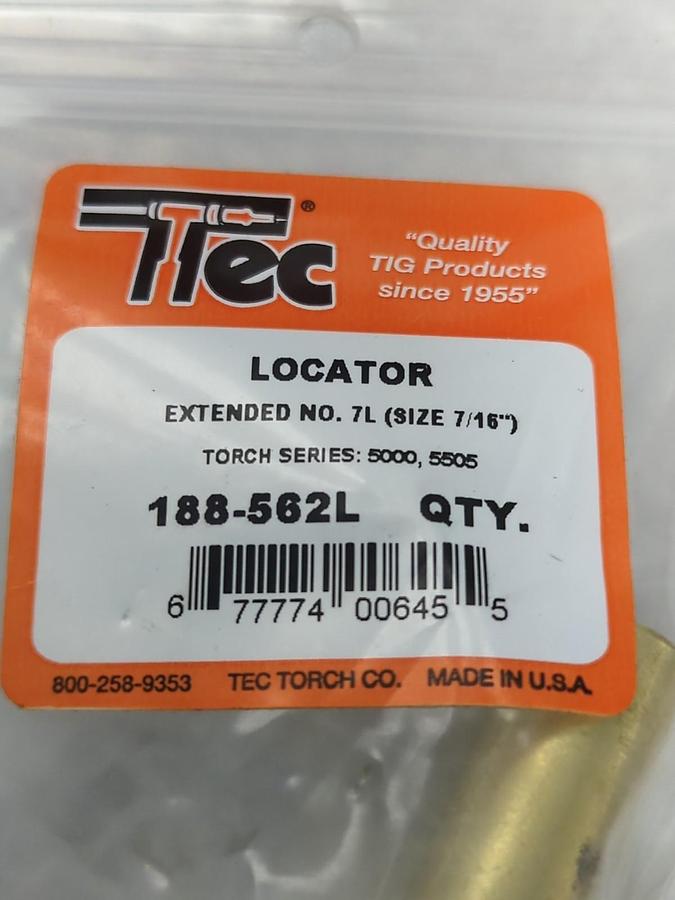 TTec®
“Quality
TIG Products
since 1955”
LOCATOR
EXTENDED NO. 7L (SIZE 7/16")
TORCH SERIES: 5000, 5505
188-562L QTY.
6 77774 00645 5
800-258-9353 TEC TORCH CO. MADE IN U.S.A.